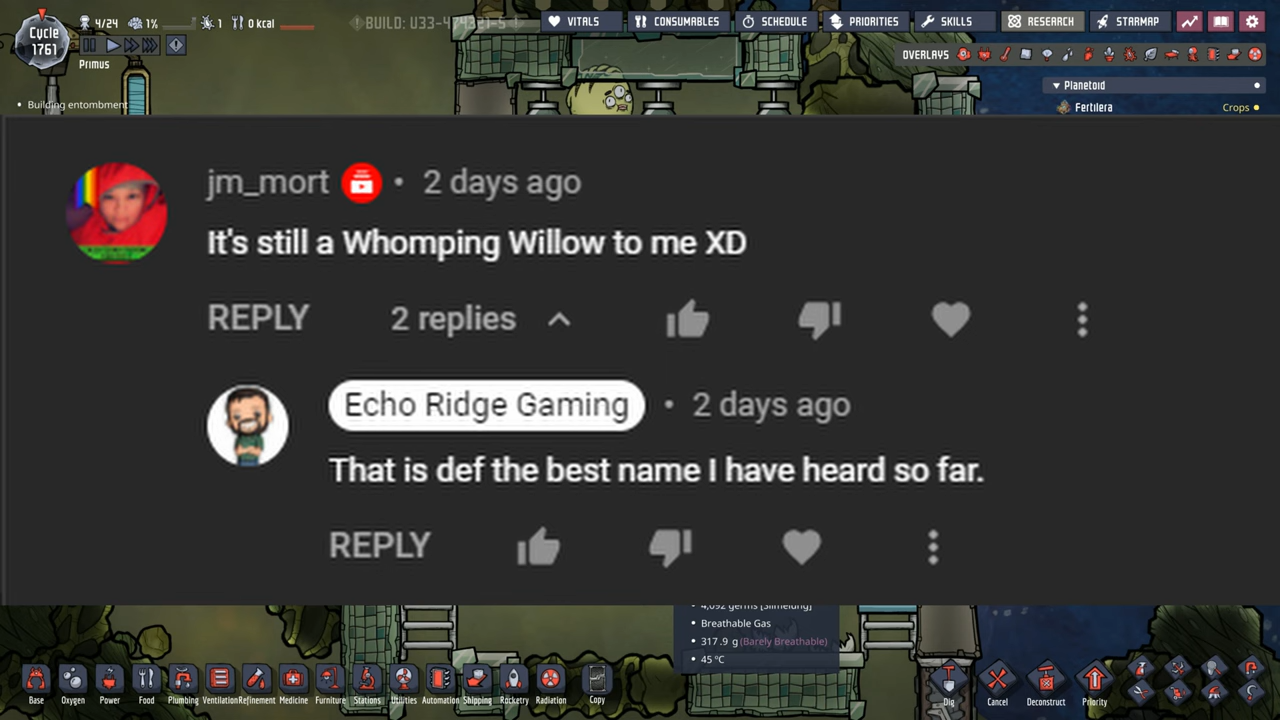 Cycle
1761
4/24
1%
1
0 kcal
BUILD: U33-474321-S
VITALS
CONSUMABLES
SCHEDULE
PRIORITIES
SKILLS
RESEARCH
STARMAP
Primus
OVERLAYS
Building entombment
Planetoid
Fertilera
Crops
jm_mort • 2 days ago
It's still a Whomping Willow to me XD
REPLY
2 replies
Echo Ridge Gaming • 2 days ago
That is def the best name I have heard so far.
REPLY
4,092 germs [Slimelung]
Breathable Gas
317.9 g (Barely Breathable)
45 °C
Base
Oxygen
Power
Food
Plumbing
Ventilation
Refinement
Medicine
Furniture
Stations
Utilities
Automation
Shipping
Rocketry
Radiation
Copy
Dig
Cancel
Deconstruct
Priority